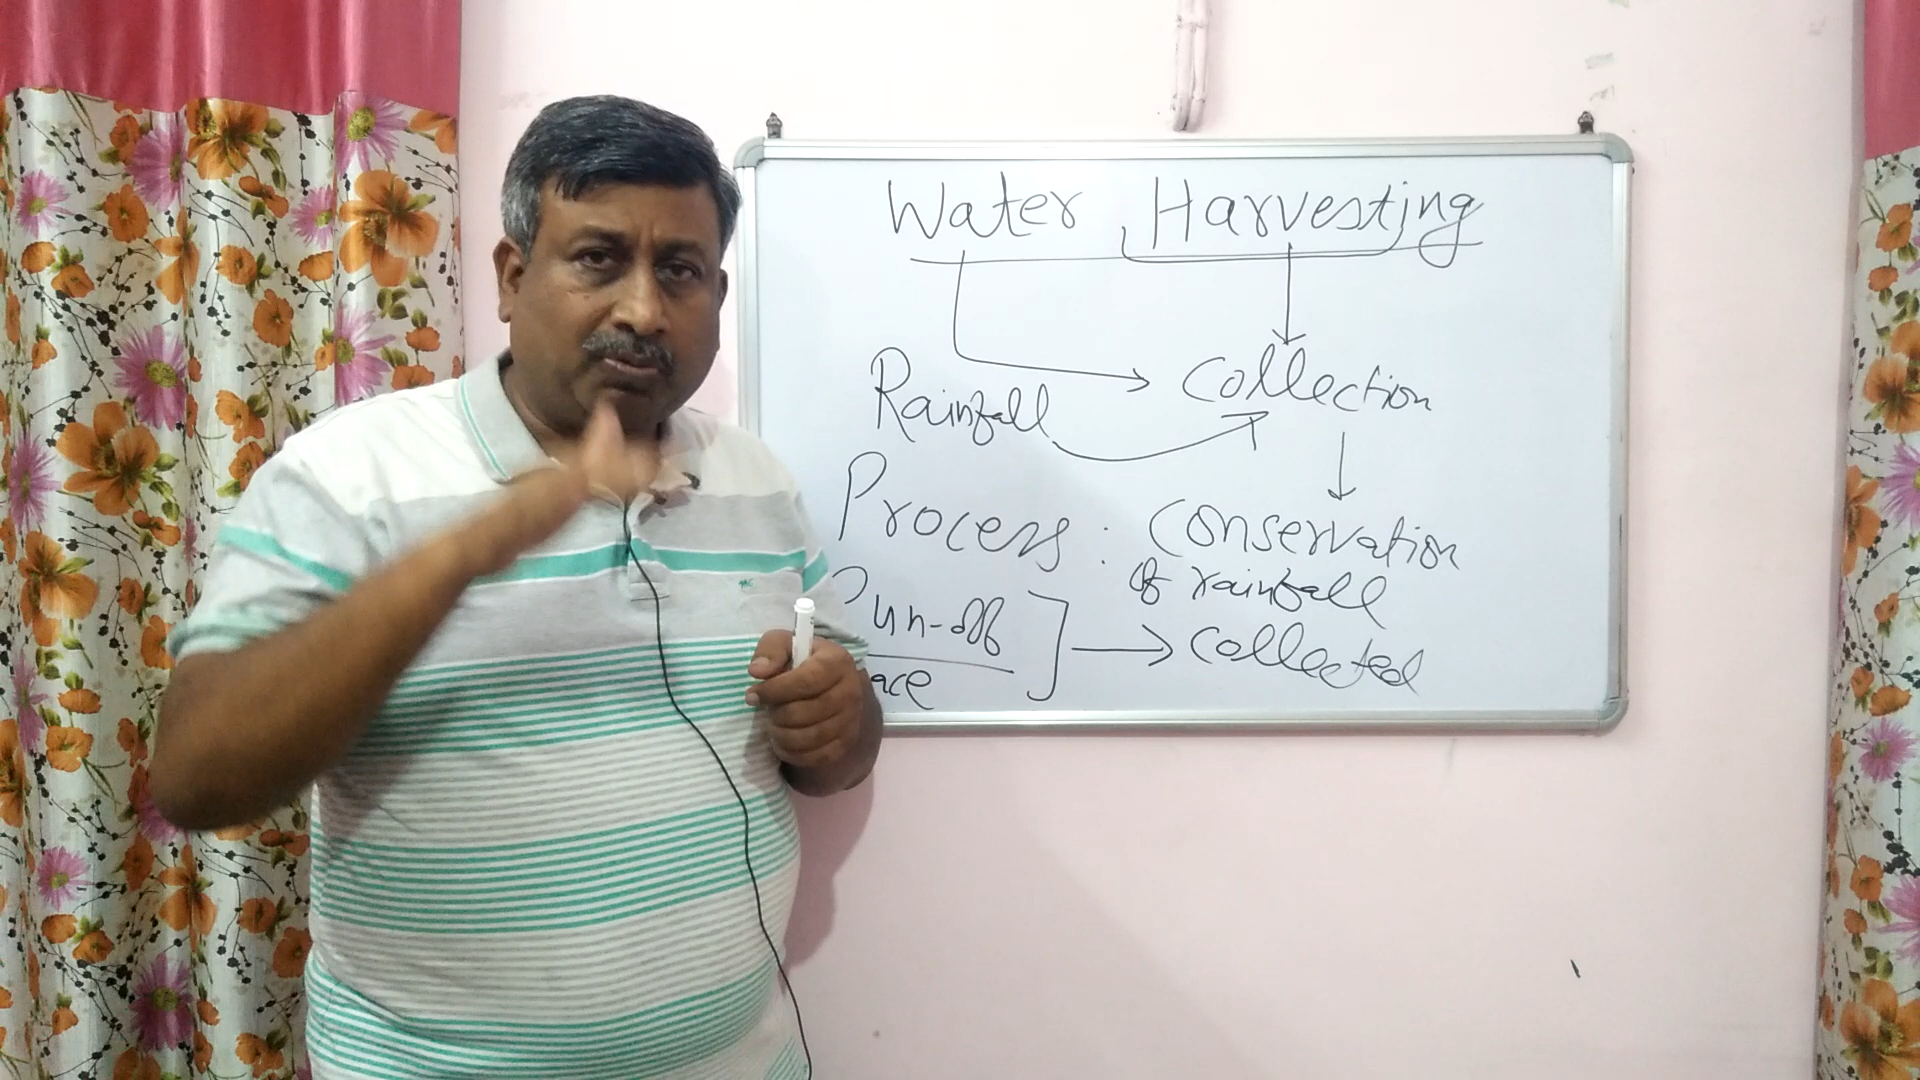 Water Harvesting
Rainfall Collection
Process : Conservation
of rainfall
un-off Collected
ace